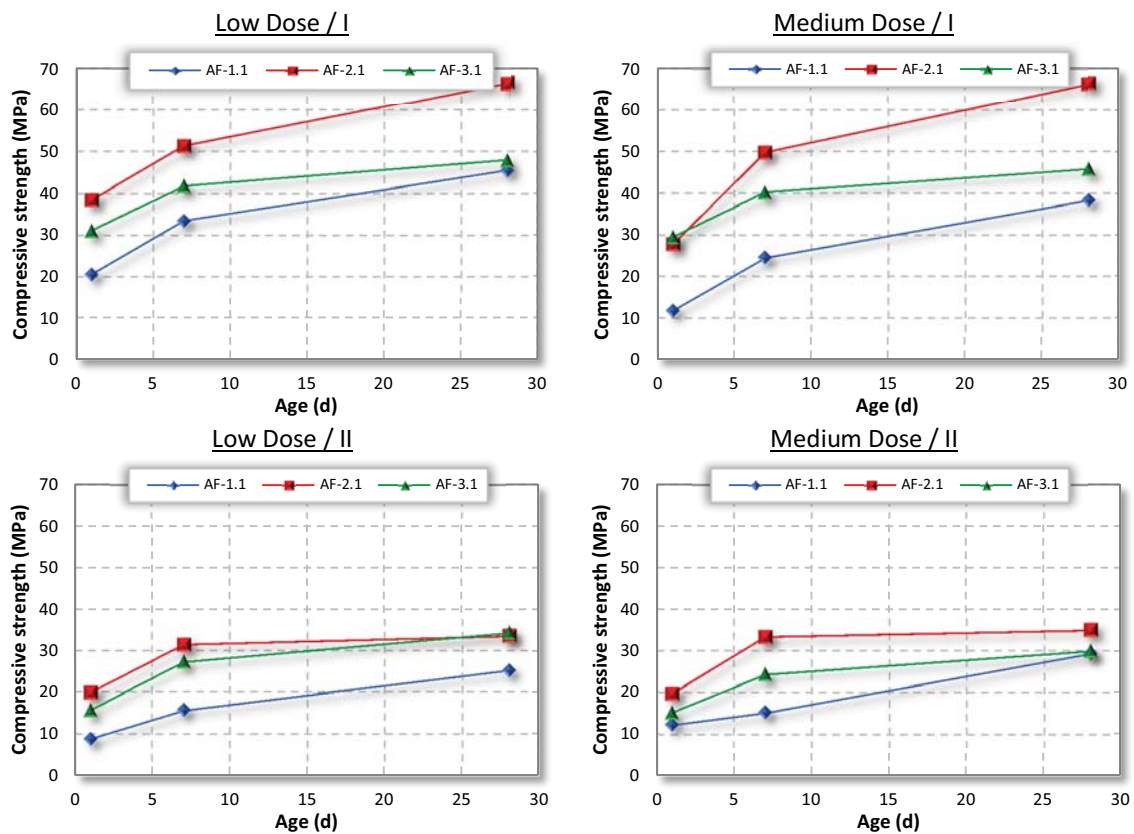 Low Dose / I
AF-1.1 AF-2.1 AF-3.1
Compressive strength (MPa)
70
60
50
40
30
20
10
0
0 5 10 15 20 25 30
Age (d)
Medium Dose / I
AF-1.1 AF-2.1 AF-3.1
Compressive strength (MPa)
70
60
50
40
30
20
10
0
0 5 10 15 20 25 30
Age (d)
Low Dose / II
AF-1.1 AF-2.1 AF-3.1
Compressive strength (MPa)
70
60
50
40
30
20
10
0
0 5 10 15 20 25 30
Age (d)
Medium Dose / II
AF-1.1 AF-2.1 AF-3.1
Compressive strength (MPa)
70
60
50
40
30
20
10
0
0 5 10 15 20 25 30
Age (d)